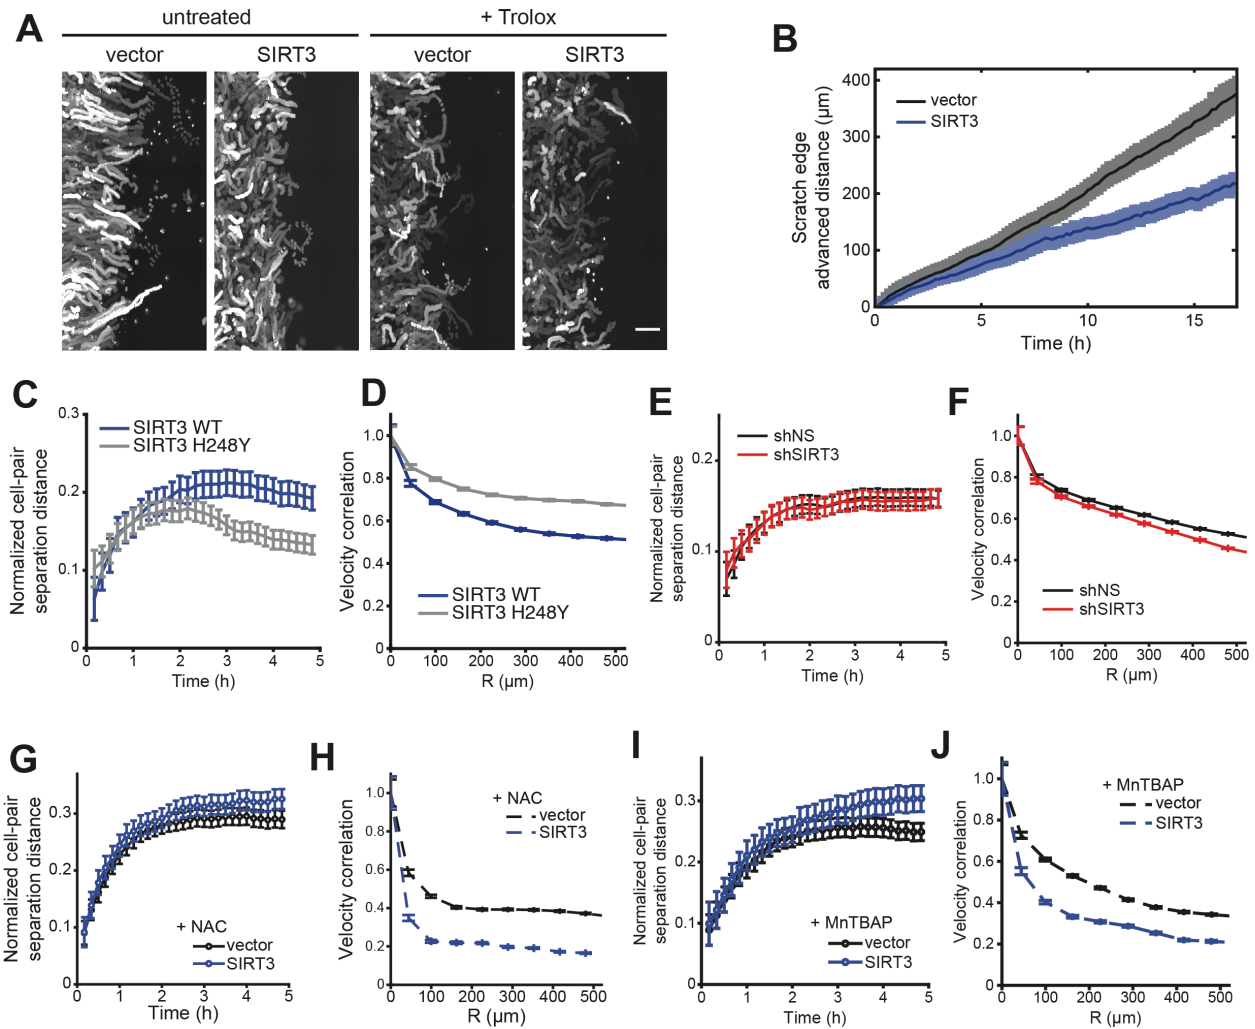 A
untreated
+ Trolox
vector
SIRT3
vector
SIRT3
B
Scratch edge
advanced distance (µm)
400
300
200
100
0
vector
SIRT3
0
5
10
15
Time (h)
C
Normalized cell-pair
separation distance
0.3
0.2
0.1
0
SIRT3 WT
SIRT3 H248Y
0
1
2
3
4
5
Time (h)
D
Velocity correlation
1.0
0.8
0.6
0.4
0.2
0
SIRT3 WT
SIRT3 H248Y
0
100
200
300
400
500
R (µm)
E
Normalized cell-pair
separation distance
0.2
0.1
0
shNS
shSIRT3
0
1
2
3
4
5
Time (h)
F
Velocity correlation
1.0
0.8
0.6
0.4
0.2
0
shNS
shSIRT3
0
100
200
300
400
500
R (µm)
G
Normalized cell-pair
separation distance
0.3
0.2
0.1
0
+ NAC
vector
SIRT3
0
1
2
3
4
5
Time (h)
H
Velocity correlation
1.0
0.8
0.6
0.4
0.2
0
+ NAC
vector
SIRT3
0
100
200
300
400
500
R (µm)
I
Normalized cell-pair
separation distance
0.3
0.2
0.1
0
+ MnTBAP
vector
SIRT3
0
1
2
3
4
5
Time (h)
J
Velocity correlation
1.0
0.8
0.6
0.4
0.2
0
+ MnTBAP
vector
SIRT3
0
100
200
300
400
500
R (µm)